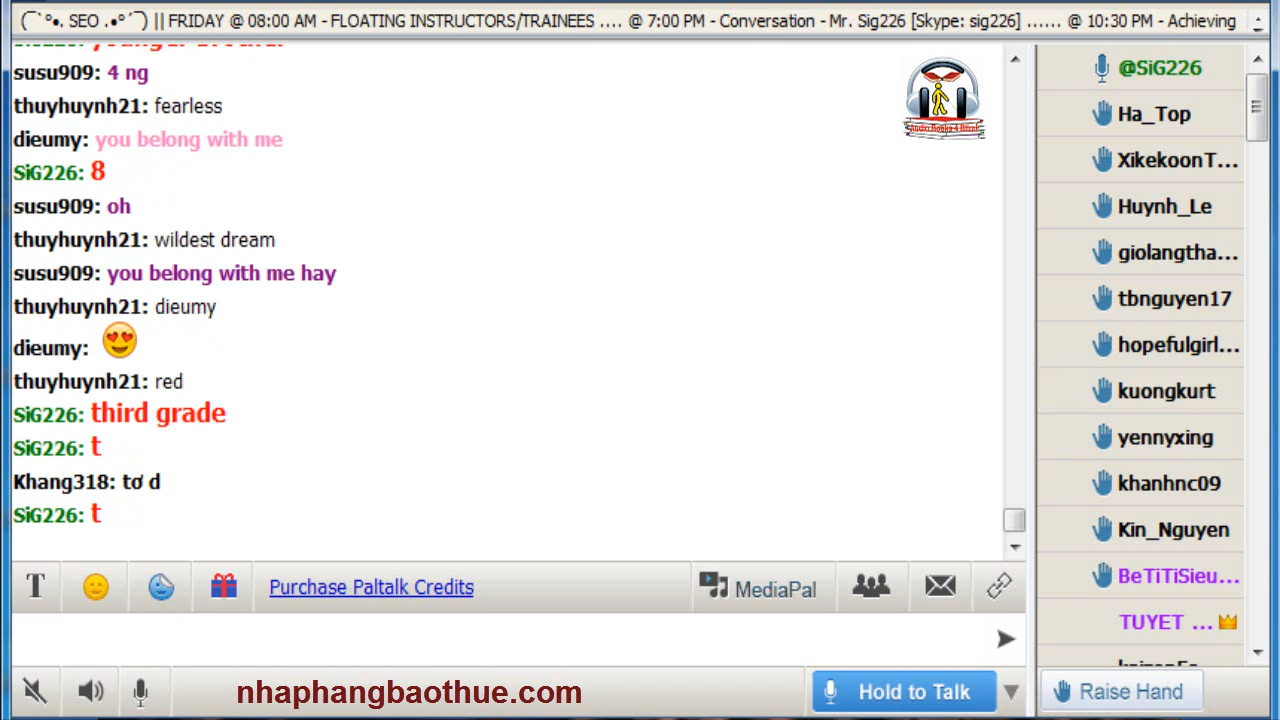 (¯`°•. SEO .•°´¯) || FRIDAY @ 08:00 AM - FLOATING INSTRUCTORS/TRAINEES .... @ 7:00 PM - Conversation - Mr. Sig226 [Skype: sig226] ...... @ 10:30 PM - Achieving
susu909: 4 ng
thuyhuynh21: fearless
dieumy: you belong with me
SiG226: 8
susu909: oh
thuyhuynh21: wildest dream
susu909: you belong with me hay
thuyhuynh21: dieumy
dieumy:
thuyhuynh21: red
SiG226: third grade
SiG226: t
Khang318: tơ d
SiG226: t
Audio Books 4 Blind
@SiG226
Ha_Top
XikekoonT...
Huynh_Le
giolangtha...
tbnguyen17
hopefulgirl...
kuongkurt
yennyxing
khanhnc09
Kin_Nguyen
BeTiTiSieu...
TUYET ...
T
Purchase Paltalk Credits
MediaPal
nhaphangbaothue.com
Hold to Talk
Raise Hand